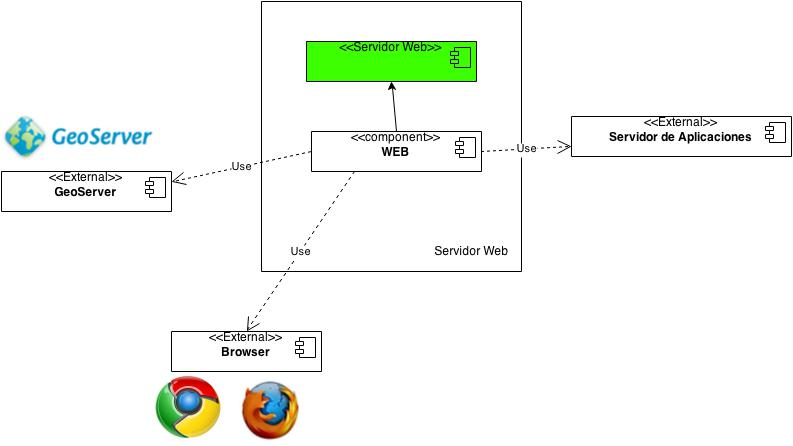 <<Servidor Web>>
GeoServer
<<component>>
WEB
<<External>>
Servidor de Aplicaciones
Use
Use
<<External>>
GeoServer
Use
Servidor Web
<<External>>
Browser